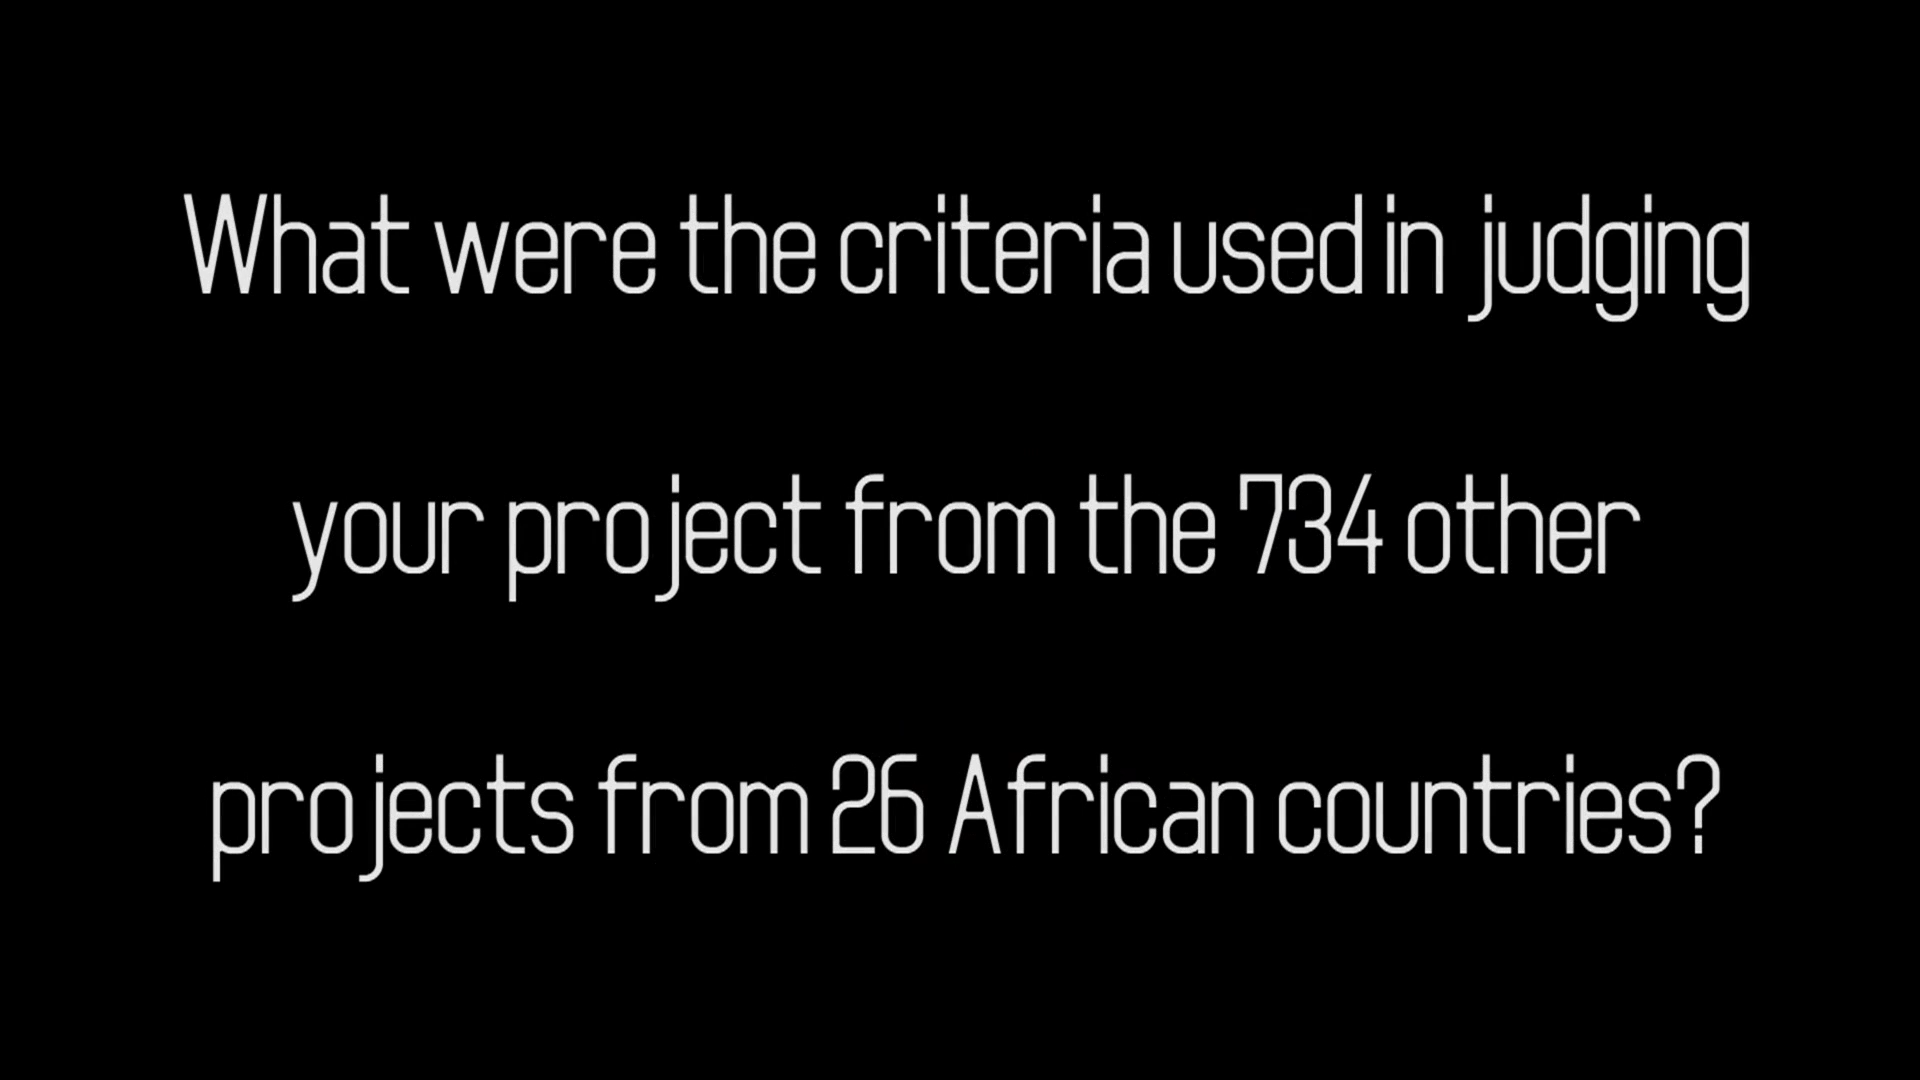 What were the criteria used in judging
your project from the 734 other
projects from 26 African countries?